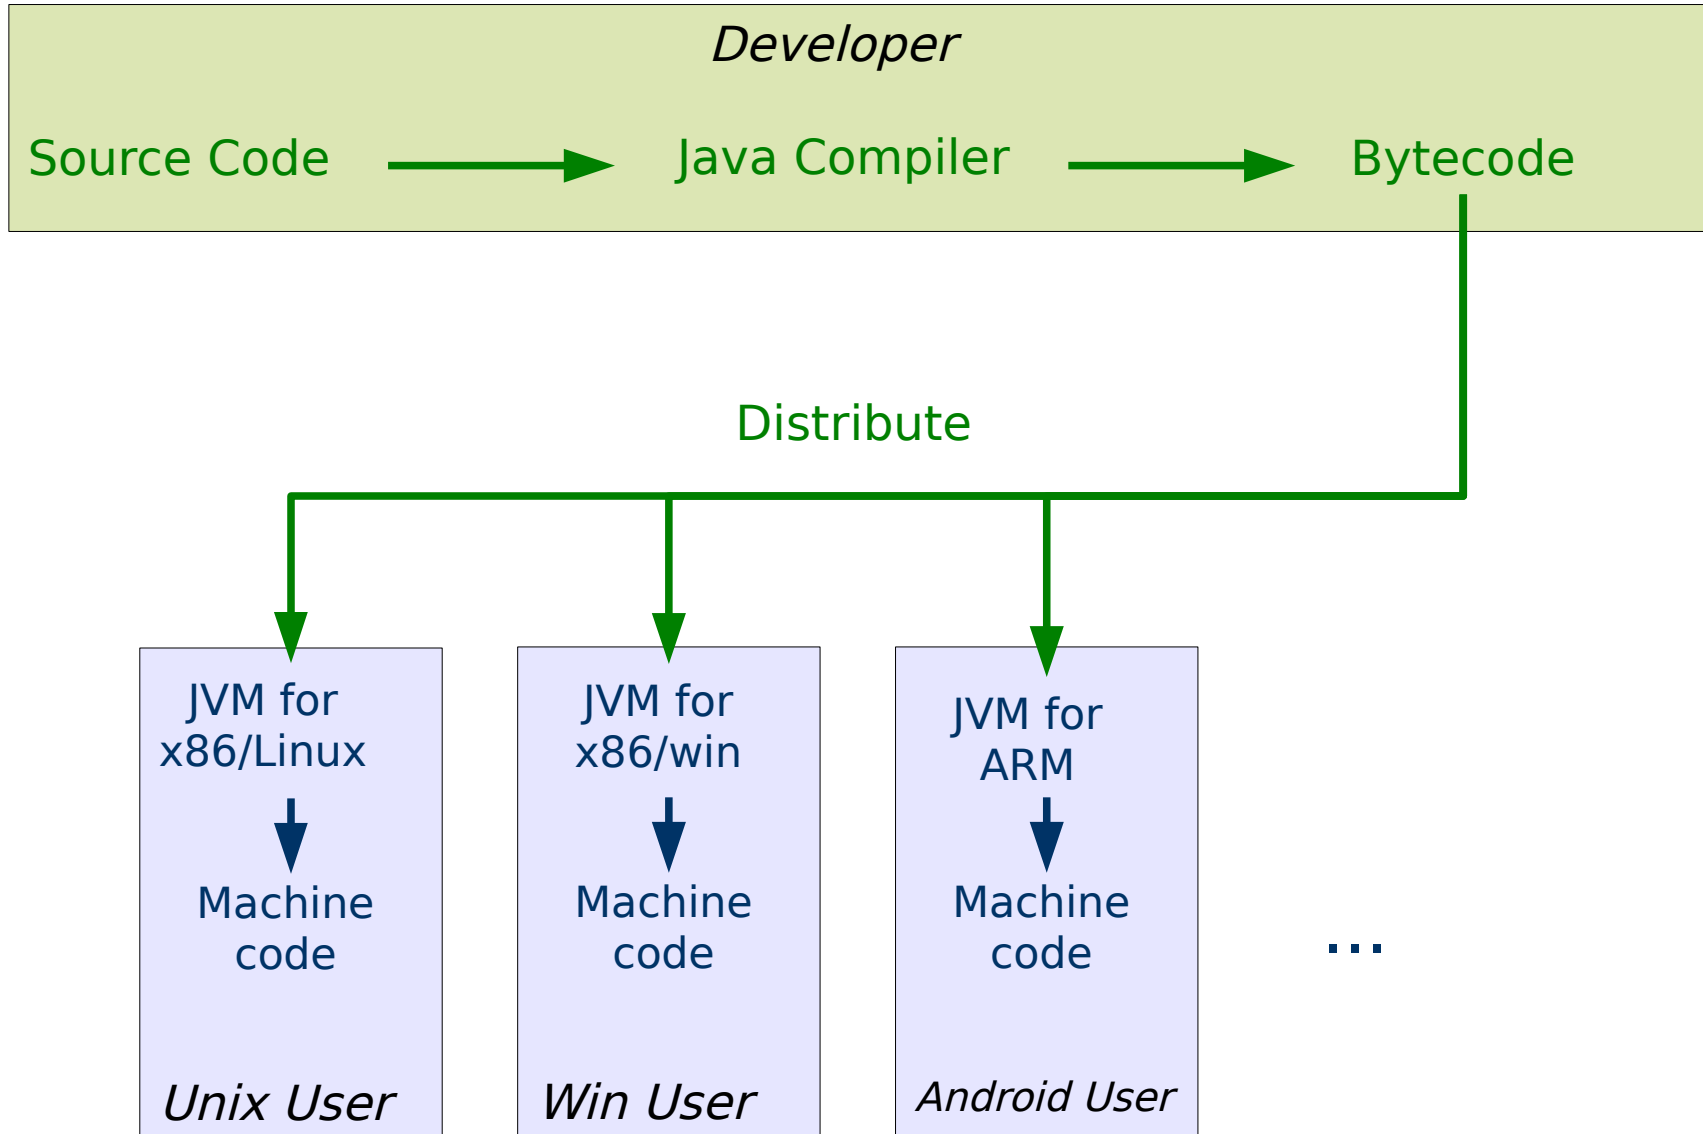 Developer
Source Code
Java Compiler
Bytecode
Distribute
JVM for
x86/Linux
Machine
code
Unix User
JVM for
x86/win
Machine
code
Win User
JVM for
ARM
Machine
code
Android User
...